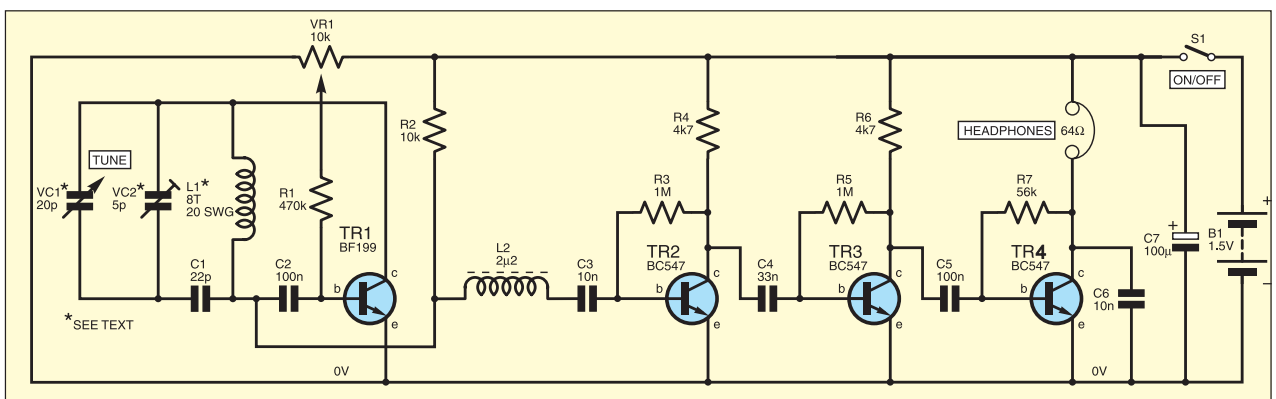 VR1
10k
S1
ON/OFF
R2
10k
R4
4k7
R6
4k7
HEADPHONES
64Ω
TUNE
VC1*
20p
VC2*
5p
L1*
8T
20 SWG
R1
470k
R3
1M
R5
1M
R7
56k
TR1
BF199
L2
2µ2
TR2
BC547
TR3
BC547
TR4
BC547
C7
100µ
+
B1
1.5V
+
−
C1
22p
C2
100n
C3
10n
C4
33n
C5
100n
C6
10n
b
c
e
b
c
e
b
c
e
b
c
e
*SEE TEXT
0V
0V